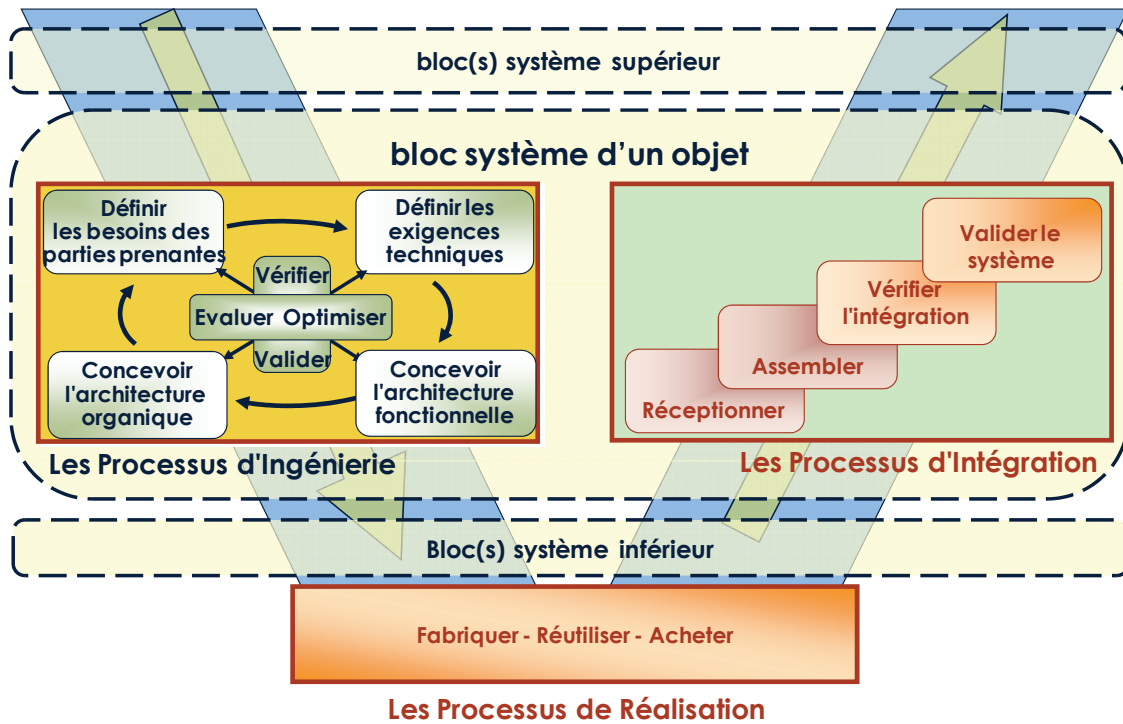 bloc(s) système supérieur
bloc système d'un objet
Définir
les besoins des
parties prenantes
Définir les
exigences
techniques
Vérifier
Evaluer Optimiser
Valider
Concevoir
l'architecture
organique
Concevoir
l'architecture
fonctionnelle
Les Processus d'Ingénierie
Valider le
système
Vérifier
l'intégration
Assembler
Réceptionner
Les Processus d'Intégration
Bloc(s) système inférieur
Fabriquer - Réutiliser - Acheter
Les Processus de Réalisation